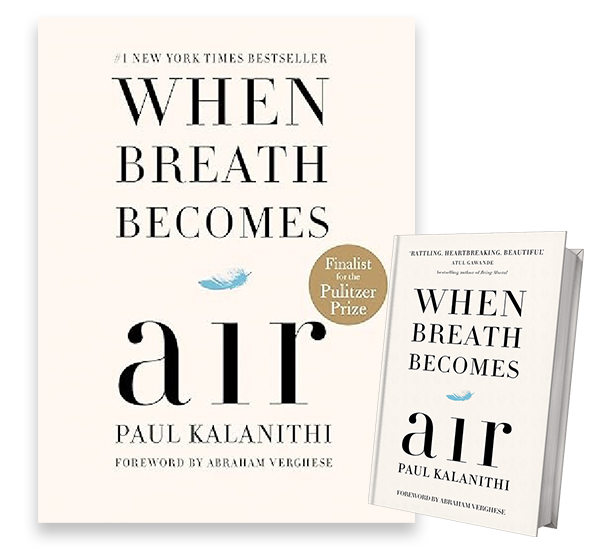 #1 NEW YORK TIMES BESTSELLER
WHEN
BREATH
BECOMES
Finalist
for the
Pulitzer
Prize
aır
PAUL KALANITHI
FOREWORD BY ABRAHAM VERGHESE
'RATTLING. HEARTBREAKING. BEAUTIFUL.'
ATUL GAWANDE
bestselling author of Being Mortal
WHEN
BREATH
BECOMES
aır
PAUL KALANITHI
FOREWORD BY ABRAHAM VERGHESE